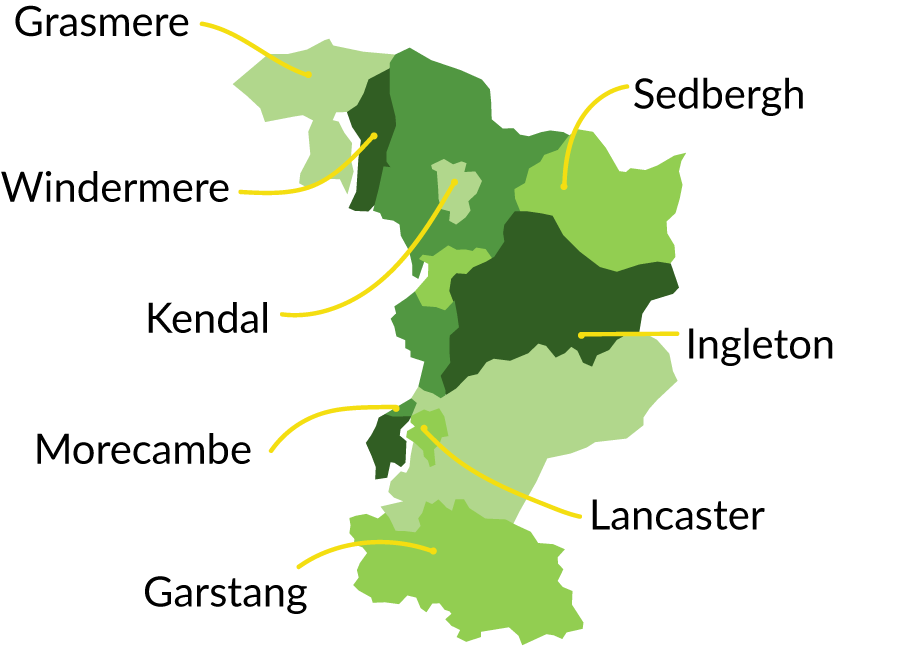 Grasmere
Sedbergh
Windermere
Kendal
Ingleton
Morecambe
Lancaster
Garstang